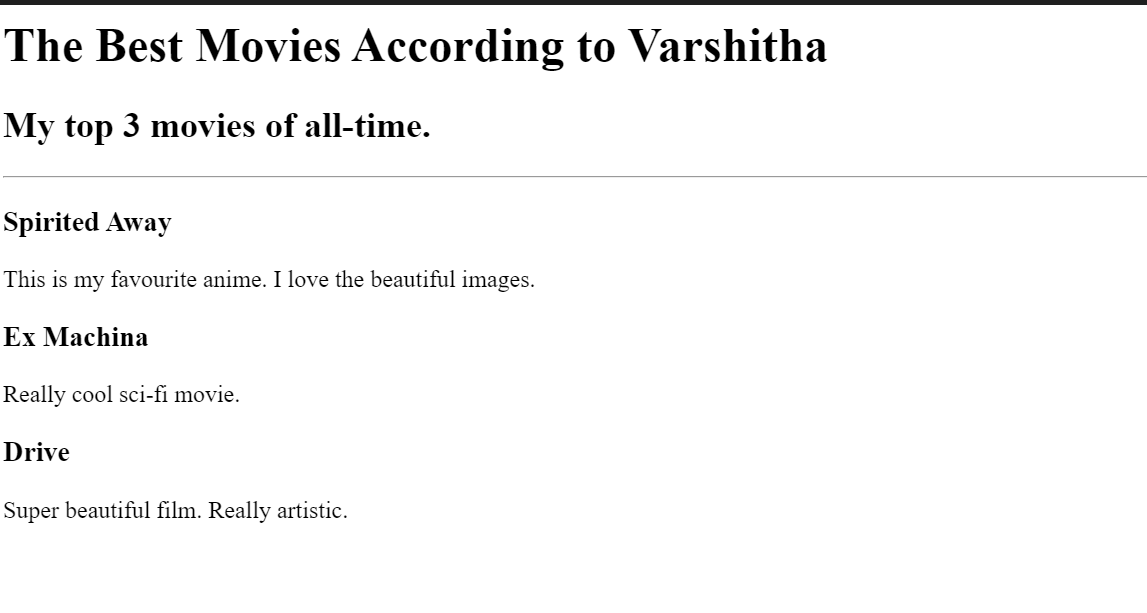 The Best Movies According to Varshitha
My top 3 movies of all-time.
Spirited Away
This is my favourite anime. I love the beautiful images.
Ex Machina
Really cool sci-fi movie.
Drive
Super beautiful film. Really artistic.